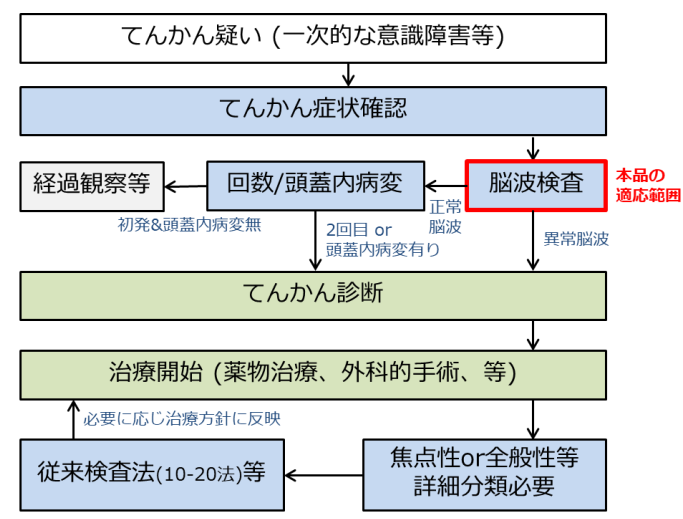 てんかん疑い (一次的な意識障害等)
てんかん症状確認
経過観察等
回数/頭蓋内病変
脳波検査
本品の
適応範囲
正常
脳波
初発&頭蓋内病変無
2回目 or
頭蓋内病変有り
異常脳波
てんかん診断
治療開始 (薬物治療、外科的手術、等)
必要に応じ治療方針に反映
従来検査法(10-20法)等
焦点性or全般性等
詳細分類必要